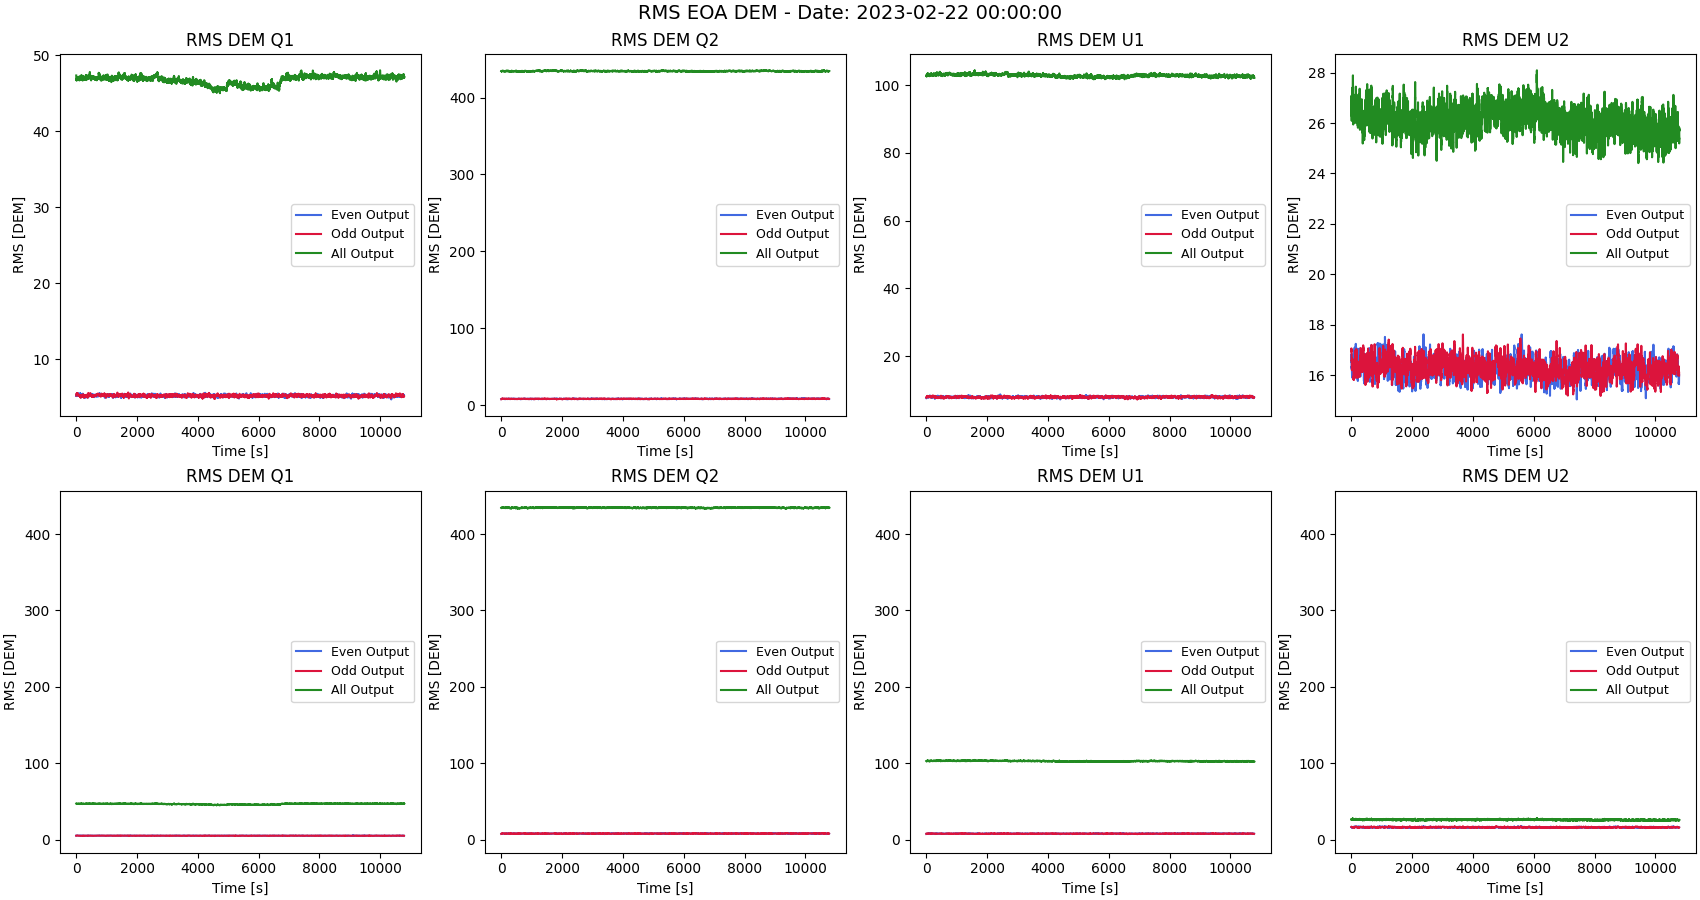 RMS EOA DEM - Date: 2023-02-22 00:00:00
RMS DEM Q1
RMS [DEM]
50
40
30
20
10
Even Output
Odd Output
All Output
0 2000 4000 6000 8000 10000
Time [s]
RMS DEM Q2
RMS [DEM]
400
300
200
100
0
Even Output
Odd Output
All Output
0 2000 4000 6000 8000 10000
Time [s]
RMS DEM U1
RMS [DEM]
100
80
60
40
20
Even Output
Odd Output
All Output
0 2000 4000 6000 8000 10000
Time [s]
RMS DEM U2
RMS [DEM]
28
26
24
22
20
18
16
Even Output
Odd Output
All Output
0 2000 4000 6000 8000 10000
Time [s]
RMS DEM Q1
RMS [DEM]
400
300
200
100
0
Even Output
Odd Output
All Output
0 2000 4000 6000 8000 10000
Time [s]
RMS DEM Q2
RMS [DEM]
400
300
200
100
0
Even Output
Odd Output
All Output
0 2000 4000 6000 8000 10000
Time [s]
RMS DEM U1
RMS [DEM]
400
300
200
100
0
Even Output
Odd Output
All Output
0 2000 4000 6000 8000 10000
Time [s]
RMS DEM U2
RMS [DEM]
400
300
200
100
0
Even Output
Odd Output
All Output
0 2000 4000 6000 8000 10000
Time [s]